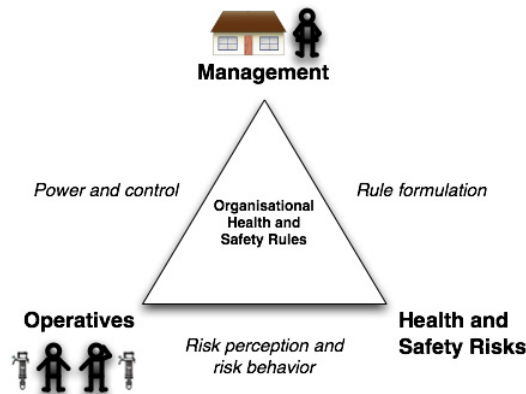 Management
Power and control
Rule formulation
Organisational
Health and
Safety Rules
Operatives
Health and
Safety Risks
Risk perception and
risk behavior